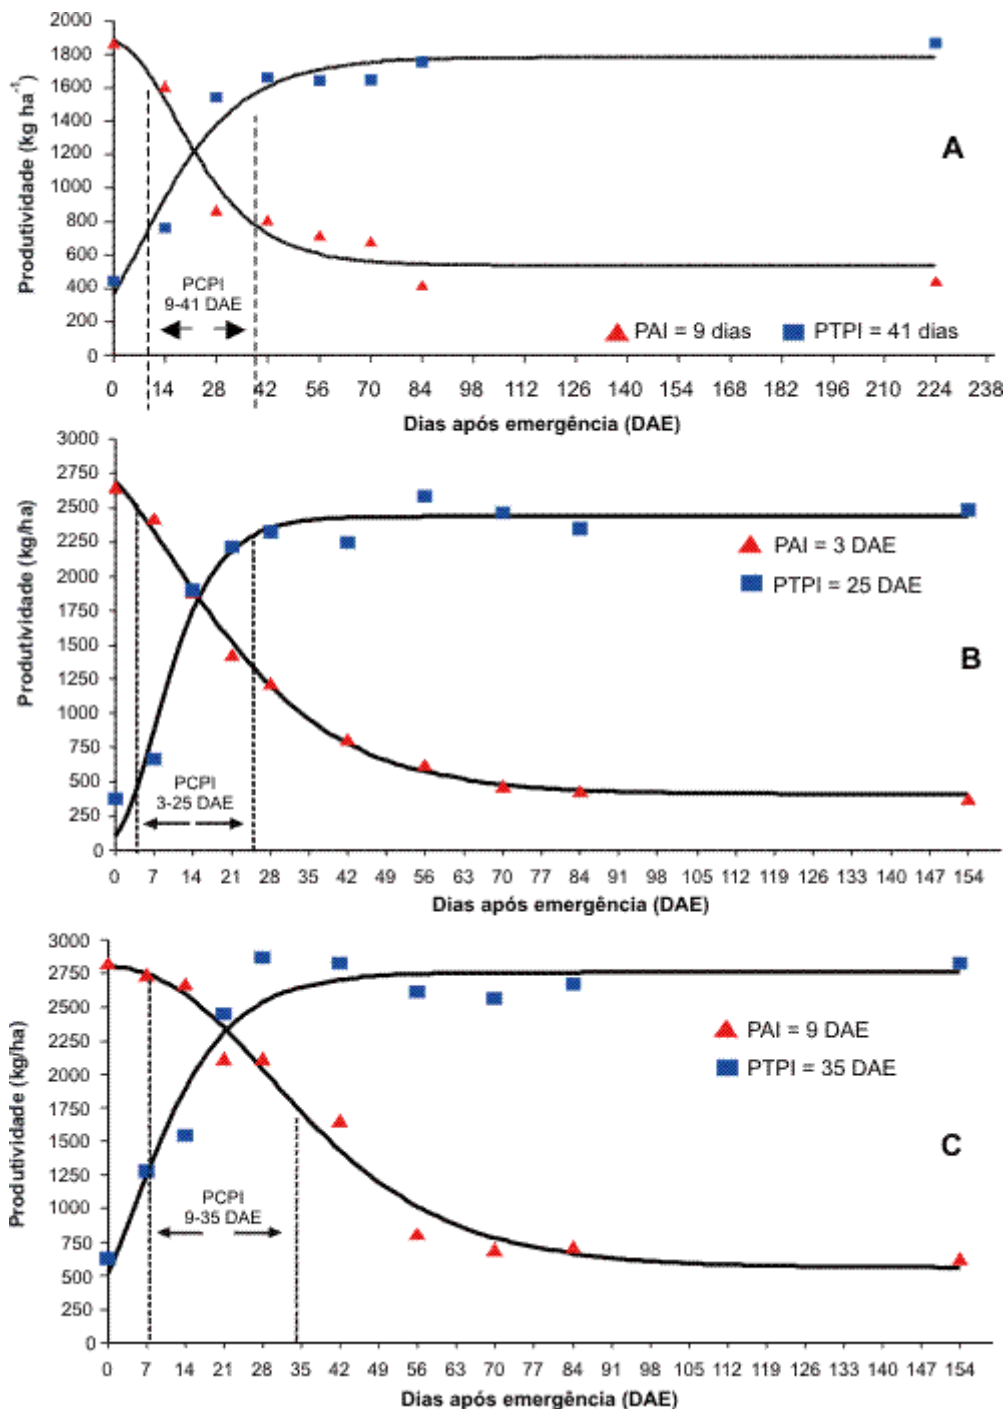 2000
1800
1600
1400
1200
1000
800
600
400
200
0
Produtividade (kg ha-1)
A
PCPI
9-41 DAE
PAI = 9 dias
PTPI = 41 dias
0 14 28 42 56 70 84 98 112 126 140 154 168 182 196 210 224 238
Dias após emergência (DAE)
3000
2750
2500
2250
2000
1750
1500
1250
1000
750
500
250
0
Produtividade (kg/ha)
PAI = 3 DAE
PTPI = 25 DAE
B
PCPI
3-25 DAE
0 7 14 21 28 35 42 49 56 63 70 77 84 91 98 105 112 119 126 133 140 147 154
Dias após emergência (DAE)
3000
2750
2500
2250
2000
1750
1500
1250
1000
750
500
250
0
Produtividade (kg/ha)
PAI = 9 DAE
PTPI = 35 DAE
C
PCPI
9-35 DAE
0 7 14 21 28 35 42 49 56 63 70 77 84 91 98 105 112 119 126 133 140 147 154
Dias após emergência (DAE)